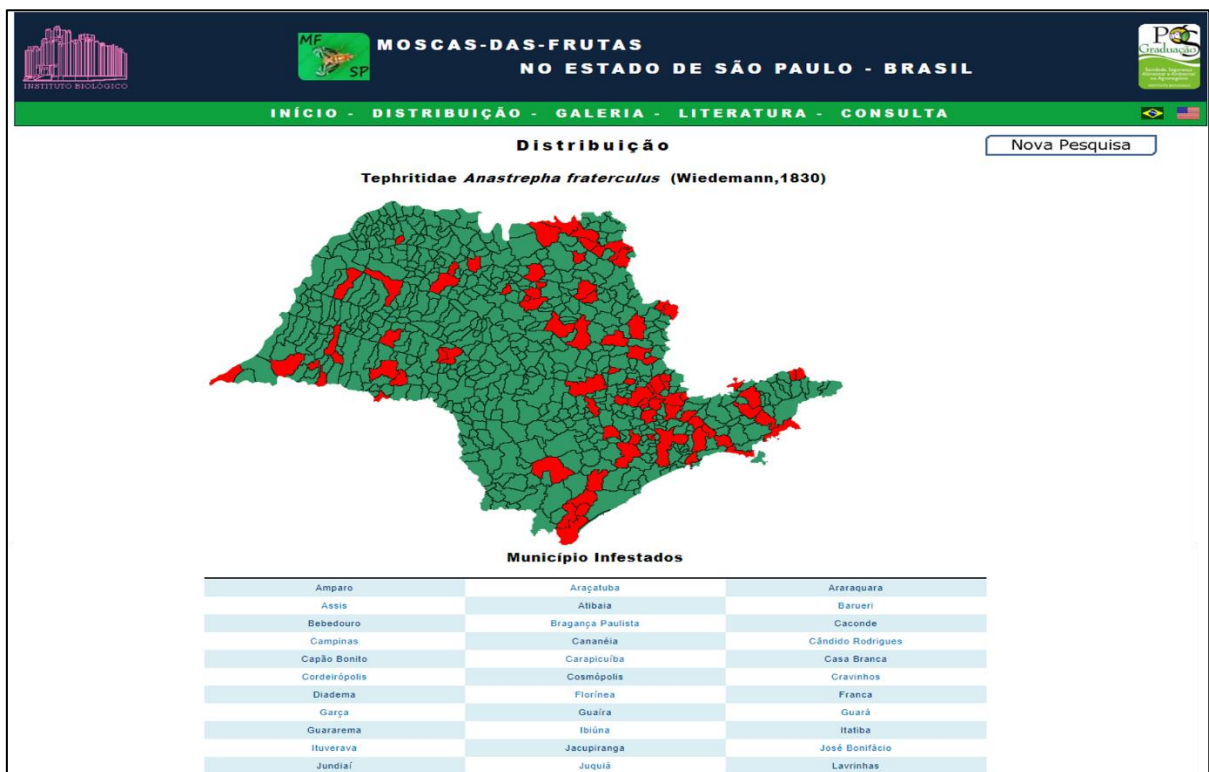 INSTITUTO BIOLÓGICO
MF
SP
MOSCAS-DAS-FRUTAS
NO ESTADO DE SÃO PAULO - BRASIL
PÓS
Graduação
INÍCIO - DISTRIBUIÇÃO - GALERIA - LITERATURA - CONSULTA
Distribuição
Nova Pesquisa
Tephritidae Anastrepha fraterculus (Wiedemann,1830)
Município Infestados
Amparo Araçatuba Araraquara
Assis Atibaia Barueri
Bebedouro Bragança Paulista Caconde
Campinas Cananéia Cândido Rodrigues
Capão Bonito Carapicuíba Casa Branca
Cordeirópolis Cosmópolis Cravinhos
Diadema Florínea Franca
Garça Guaíra Guará
Guararema Ibiúna Itatiba
Ituverava Jacupiranga José Bonifácio
Jundiaí Juquiá Lavrinhas